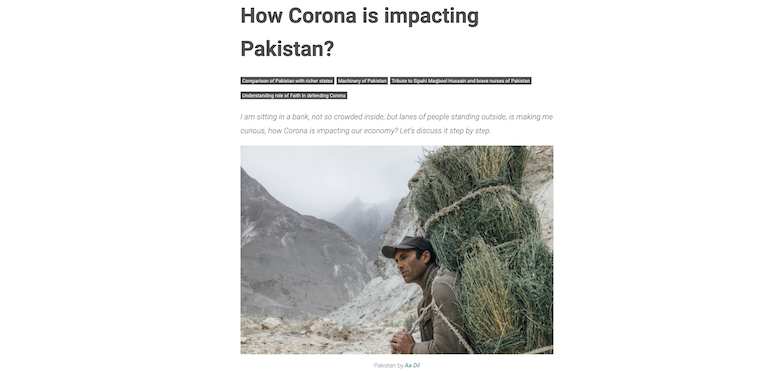 How Corona is impacting
Pakistan?
Comparison of Pakistan with richer states Machinery of Pakistan Tribute to Sipahi Maqbool Hussain and brave nurses of Pakistan
Understanding role of Faith in defending Corona
I am sitting in a bank, not so crowded inside, but lanes of people standing outside, is making me
curious, how Corona is impacting our economy? Let's discuss it step by step.
Pakistan by Aa Dil